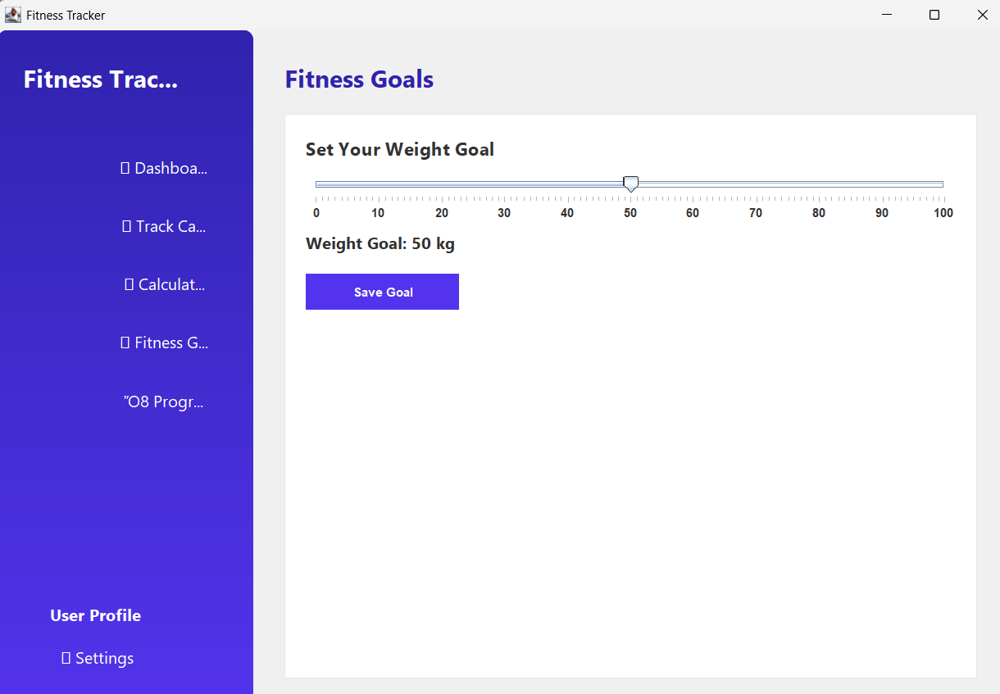 Fitness Tracker
Fitness Trac...
▯ Dashboa...
▯ Track Ca...
▯ Calculat...
▯ Fitness G...
"O8 Progr...
User Profile
▯ Settings
Fitness Goals
Set Your Weight Goal
0 10 20 30 40 50 60 70 80 90 100
Weight Goal: 50 kg
Save Goal